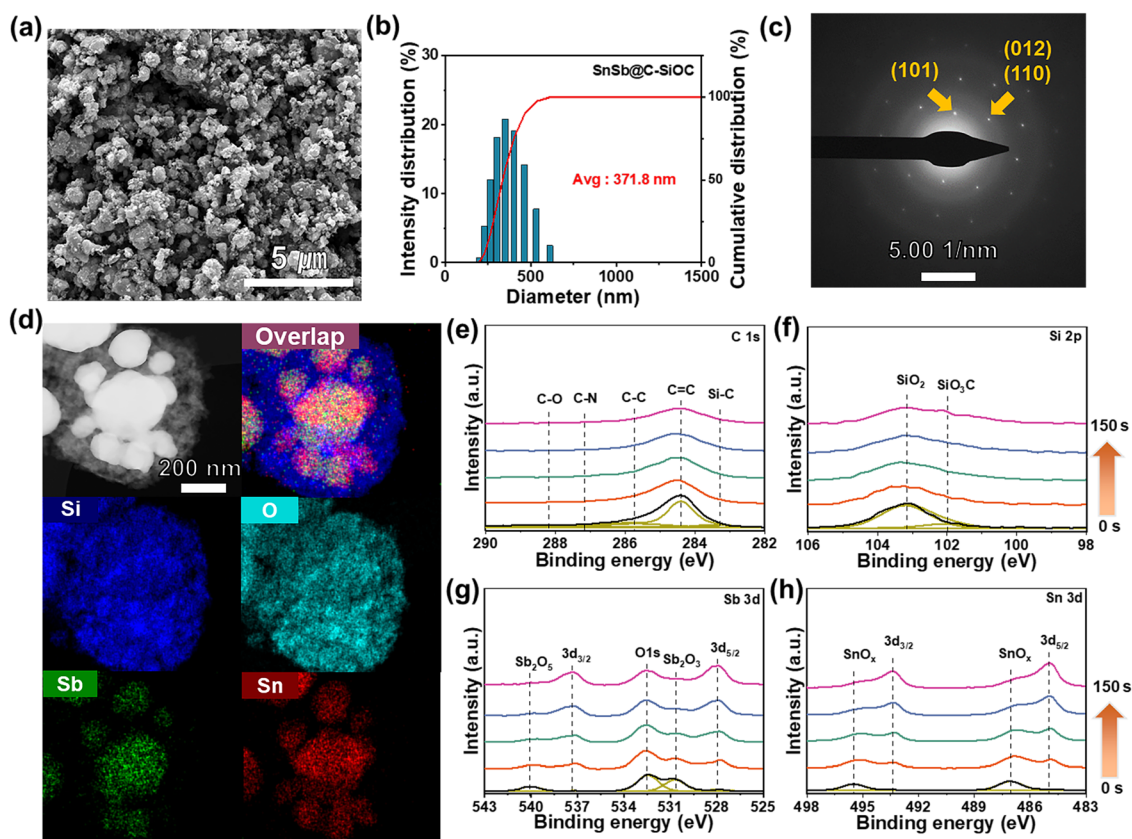 (a)
5 μm
(b)
SnSb@C-SiOC
Avg : 371.8 nm
Intensity distribution (%)
30
20
10
0
Cumulative distribution (%)
100
50
0
0 500 1000 1500
Diameter (nm)
(c)
(101)
(012)
(110)
5.00 1/nm
(d)
200 nm
Overlap
Si
O
Sb
Sn
(e)
C 1s
C-O C-N C-C C=C Si-C
Intensity (a.u.)
290 288 286 284 282
Binding energy (eV)
(f)
Si 2p
SiO₂ SiO₃C
Intensity (a.u.)
106 104 102 100 98
Binding energy (eV)
150 s
0 s
(g)
Sb 3d
Sb₂O₅ 3d₃/₂ O1s Sb₂O₃ 3d₅/₂
Intensity (a.u.)
543 540 537 534 531 528 525
Binding energy (eV)
(h)
Sn 3d
SnOₓ 3d₃/₂ SnOₓ 3d₅/₂
Intensity (a.u.)
498 495 492 489 486 483
Binding energy (eV)
150 s
0 s